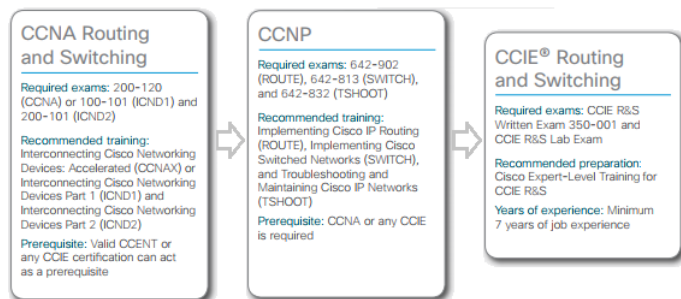 CCNA Routing
and Switching
Required exams: 200-120
(CCNA) or 100-101 (ICND1) and
200-101 (ICND2)
Recommended training:
Interconnecting Cisco Networking
Devices: Accelerated (CCNAX) or
Interconnecting Cisco Networking
Devices Part 1 (ICND1) and
Interconnecting Cisco Networking
Devices Part 2 (ICND2)
Prerequisite: Valid CCENT or
any CCIE certification can act
as a prerequisite
CCNP
Required exams: 642-902
(ROUTE), 642-813 (SWITCH),
and 642-832 (TSHOOT)
Recommended training:
Implementing Cisco IP Routing
(ROUTE), Implementing Cisco
Switched Networks (SWITCH),
and Troubleshooting and
Maintaining Cisco IP Networks
(TSHOOT)
Prerequisite: CCNA or any CCIE
is required
CCIE® Routing
and Switching
Required exams: CCIE R&S
Written Exam 350-001 and
CCIE R&S Lab Exam
Recommended preparation:
Cisco Expert-Level Training for
CCIE R&S
Years of experience: Minimum
7 years of job experience